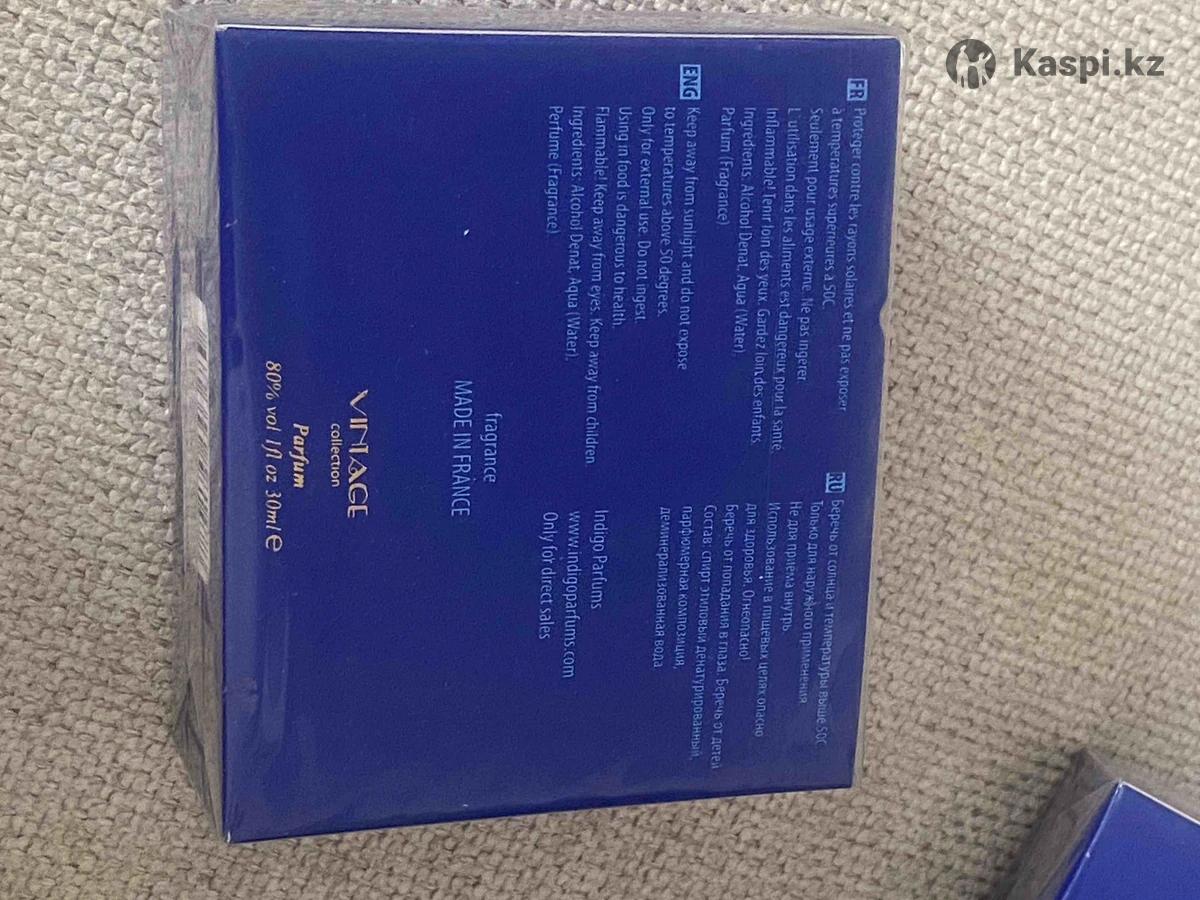 Kaspi.kz
FR Protéger contre les rayons solaires et ne pas exposer
à temperatures superieures à 50C.
Seulement pour usage externe. Ne pas ingerer.
L'utilisation dans les aliments est dangereux pour la santé.
Inflammable! Tenir loin des yeux. Gardez loin des enfants.
Ingredients: Alcohol Denat, Aqua (Water),
Parfum (Fragrance)
ENG Keep away from sunlight and do not expose
to temperatures above 50 degrees.
Only for external use. Do not ingest.
Using in food is dangerous to health.
Flammable! Keep away from eyes. Keep away from children.
Ingredients: Alcohol Denat, Aqua (Water),
Perfume (Fragrance)
RU Беречь от солнца и температуры выше 50С
Только для наружного применения
Не для приёма внутрь
Использование в пищевых целях опасно
для здоровья. Огнеопасно!
Беречь от попадания в глаза. Беречь от детей
Состав: спирт этиловый денатурированный,
парфюмерная композиция,
деминерализованная вода
Indigo Parfums
www.indigoparfums.com
Only for direct sales
fragrance
MADE IN FRANCE
VINTAGE
collection
Parfum
80% vol 1fl oz 30ml e